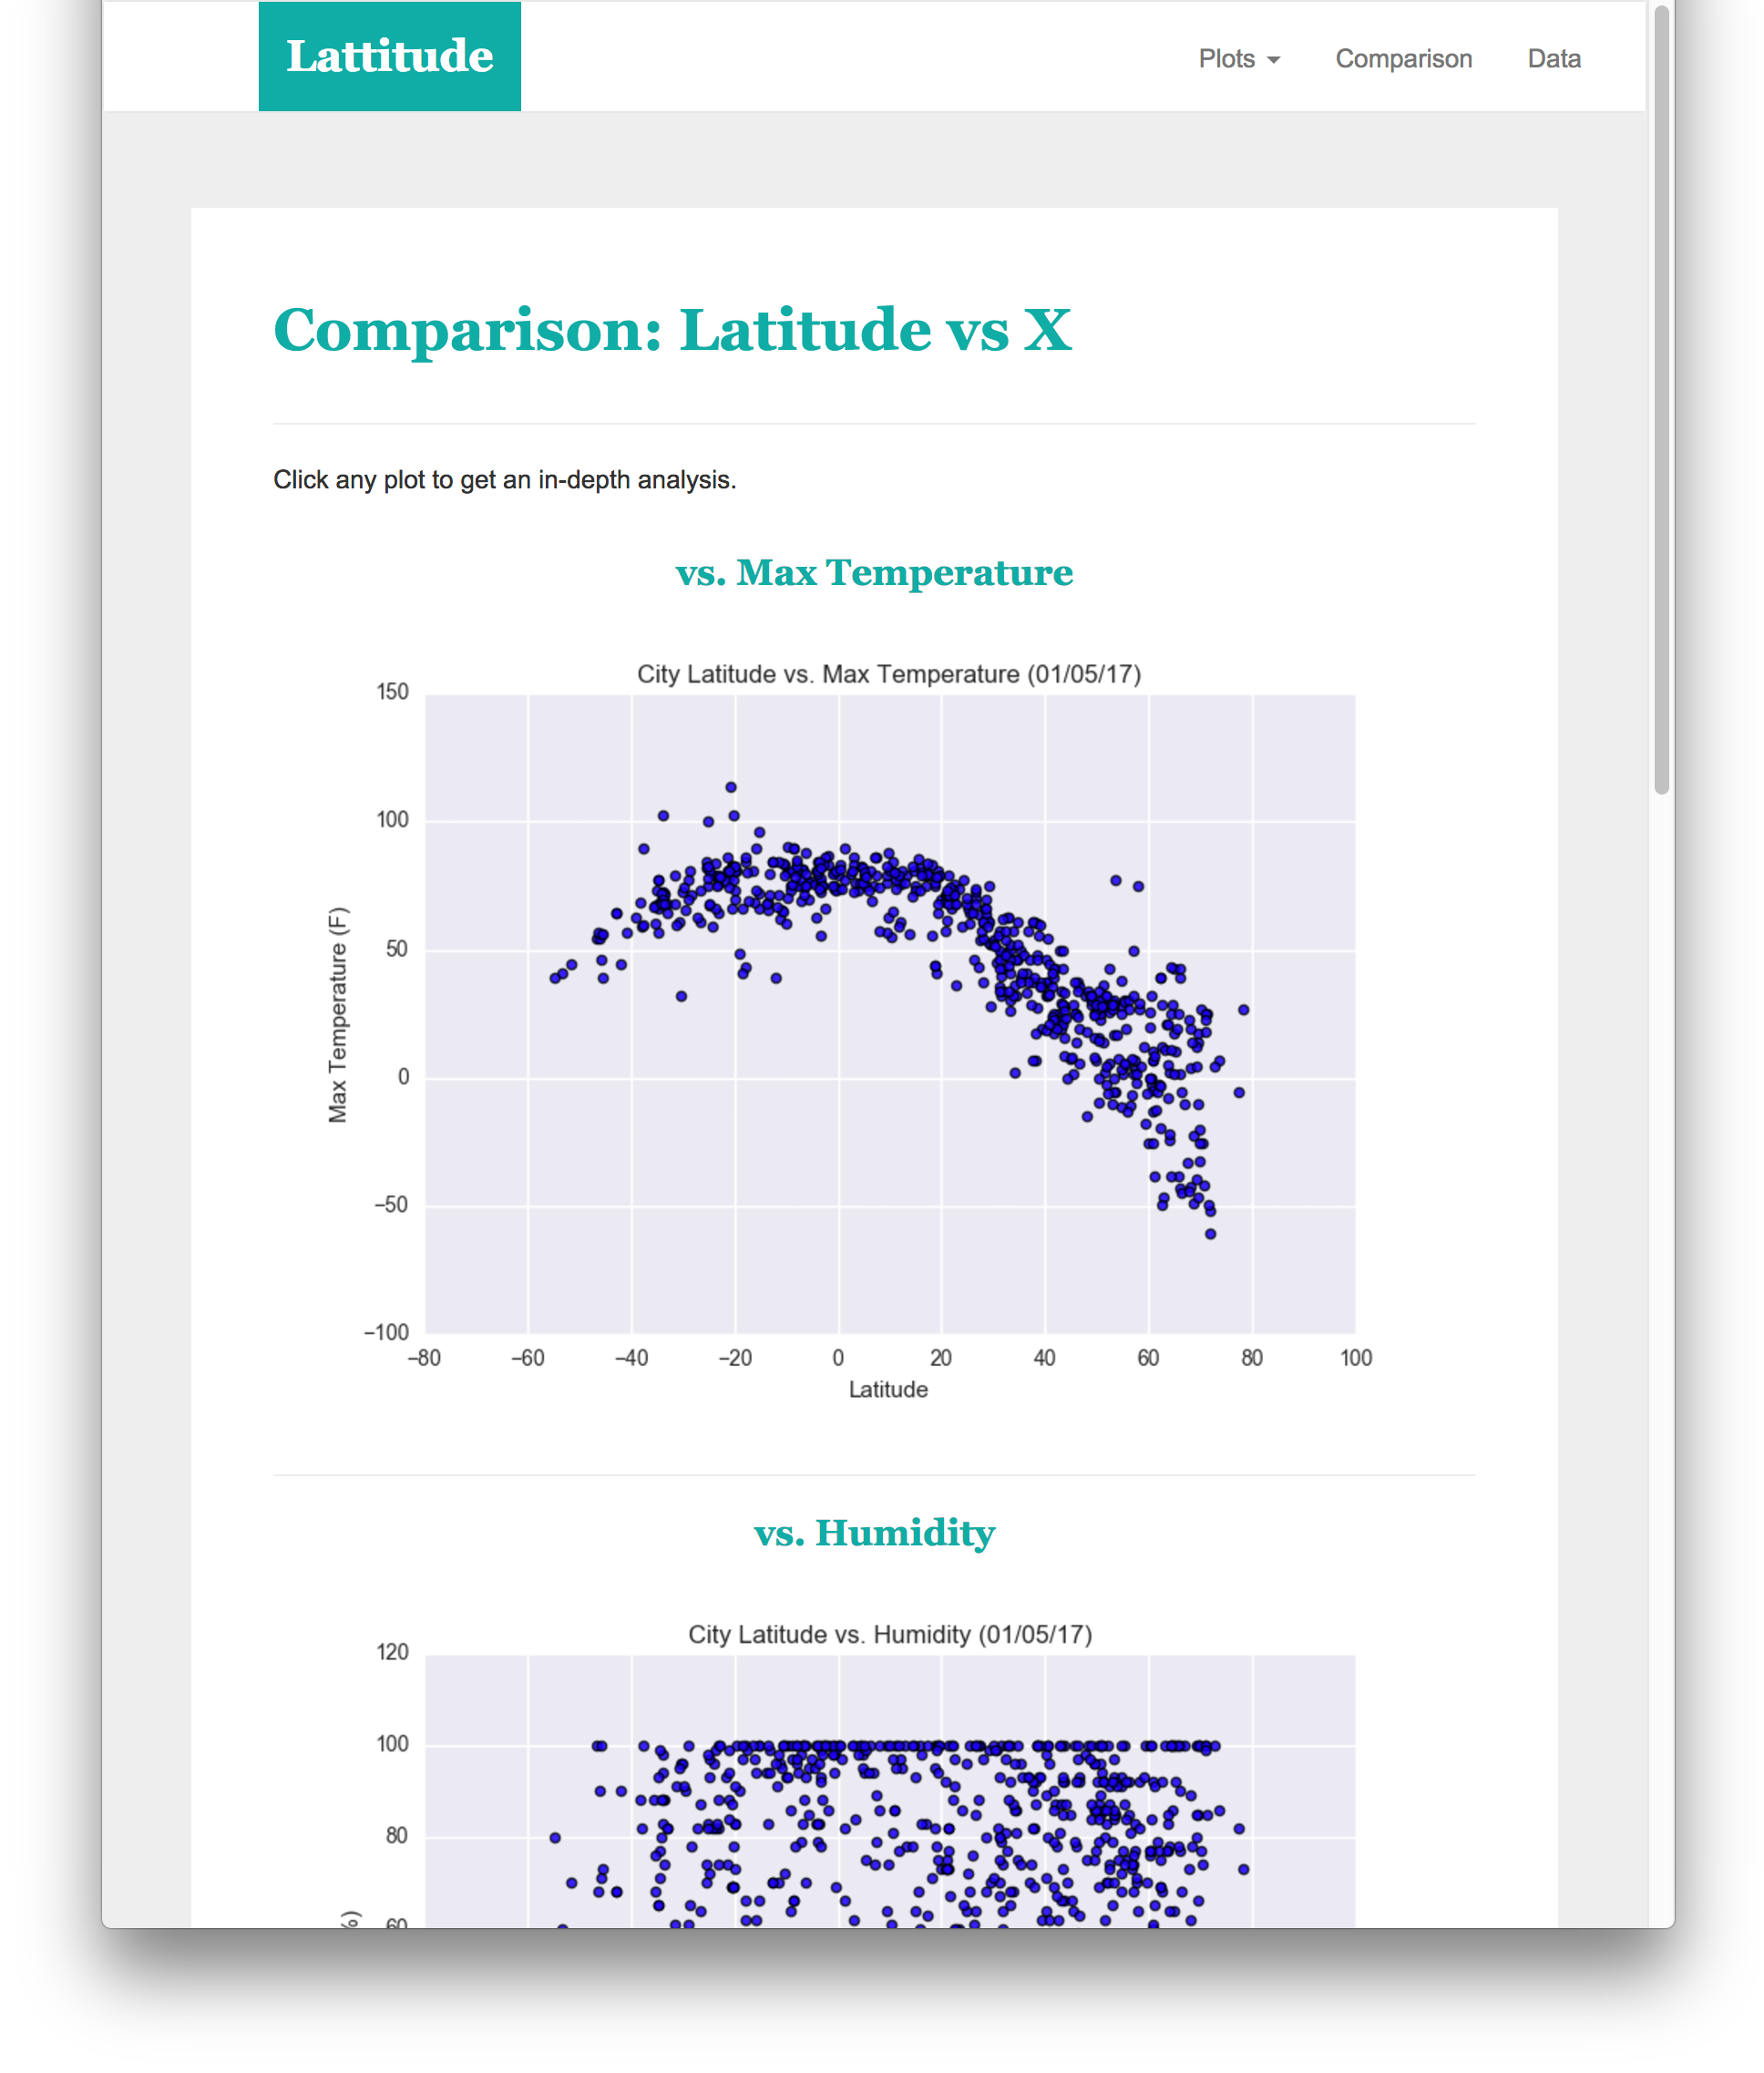 Lattitude
Plots Comparison Data
Comparison: Latitude vs X
Click any plot to get an in-depth analysis.
vs. Max Temperature
City Latitude vs. Max Temperature (01/05/17)
150
100
50
0
−50
−100
Max Temperature (F)
−80 −60 −40 −20 0 20 40 60 80 100
Latitude
vs. Humidity
City Latitude vs. Humidity (01/05/17)
120
100
80
60
%)